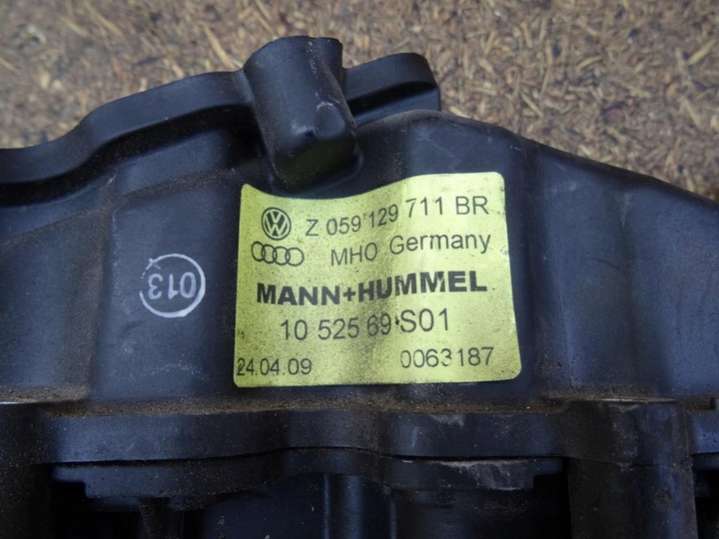 Z 059 129 711 BR
MHO Germany
MANN+HUMMEL
10 525 69 S01
24.04.09 0063187
013